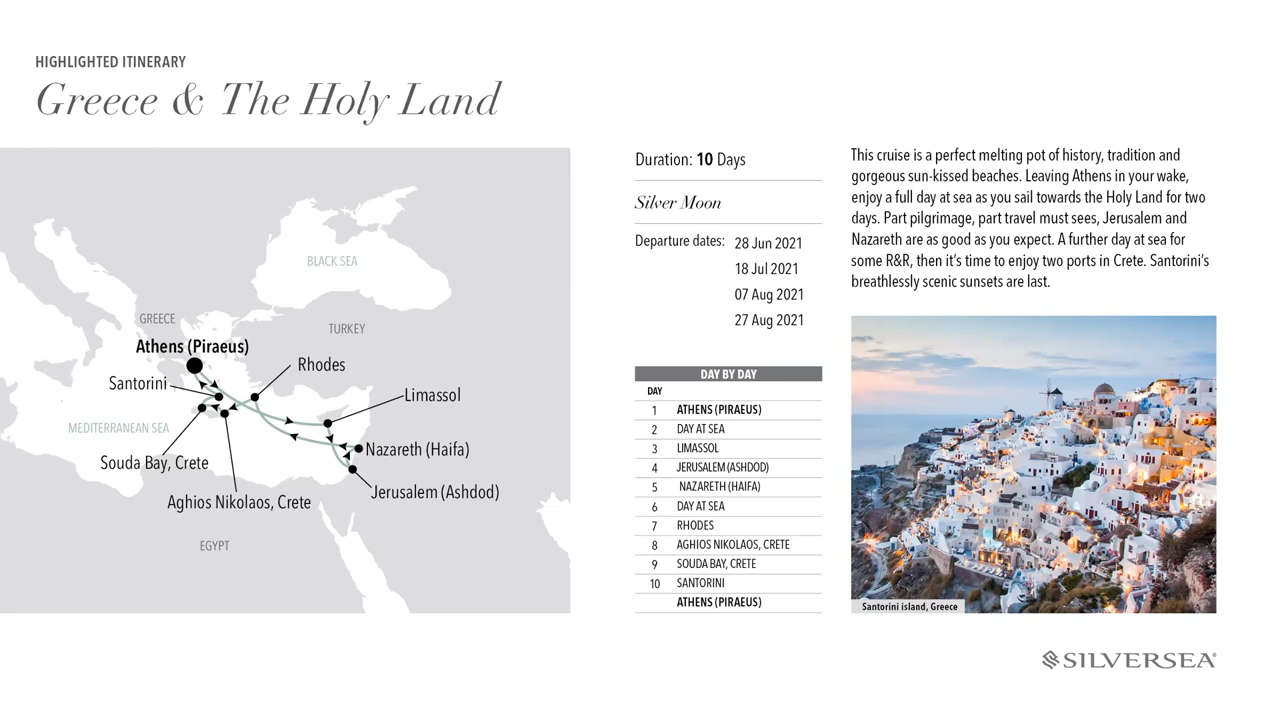 HIGHLIGHTED ITINERARY
Greece & The Holy Land
BLACK SEA
GREECE
TURKEY
Athens (Piraeus)
Rhodes
Santorini
Limassol
MEDITERRANEAN SEA
Nazareth (Haifa)
Souda Bay, Crete
Jerusalem (Ashdod)
Aghios Nikolaos, Crete
EGYPT
Duration: 10 Days
Silver Moon
Departure dates: 28 Jun 2021
18 Jul 2021
07 Aug 2021
27 Aug 2021
DAY BY DAY
DAY
1 ATHENS (PIRAEUS)
2 DAY AT SEA
3 LIMASSOL
4 JERUSALEM (ASHDOD)
5 NAZARETH (HAIFA)
6 DAY AT SEA
7 RHODES
8 AGHIOS NIKOLAOS, CRETE
9 SOUDA BAY, CRETE
10 SANTORINI
ATHENS (PIRAEUS)
This cruise is a perfect melting pot of history, tradition and
gorgeous sun-kissed beaches. Leaving Athens in your wake,
enjoy a full day at sea as you sail towards the Holy Land for two
days. Part pilgrimage, part travel must sees, Jerusalem and
Nazareth are as good as you expect. A further day at sea for
some R&R, then it’s time to enjoy two ports in Crete. Santorini’s
breathlessly scenic sunsets are last.
Santorini island, Greece
SILVERSEA®